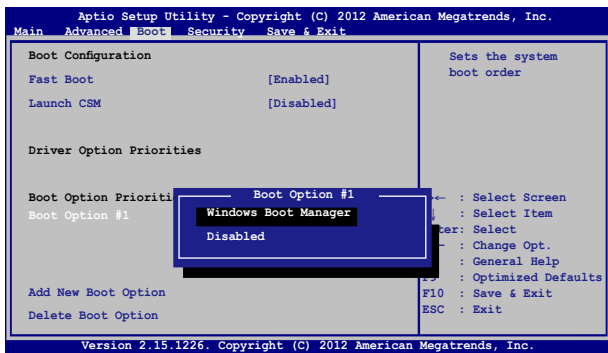 Aptio Setup Utility - Copyright (C) 2012 American Megatrends, Inc.
Main Advanced Boot Security Save & Exit
Boot Configuration
Fast Boot [Enabled]
Launch CSM [Disabled]
Driver Option Priorities
Boot Option Prioriti
Boot Option #1
Add New Boot Option
Delete Boot Option
Boot Option #1
Windows Boot Manager
Disabled
Sets the system
boot order
←  : Select Screen
: Select Item
ter: Select
— : Change Opt.
: General Help
F9 : Optimized Defaults
F10 : Save & Exit
ESC : Exit
Version 2.15.1226. Copyright (C) 2012 American Megatrends, Inc.